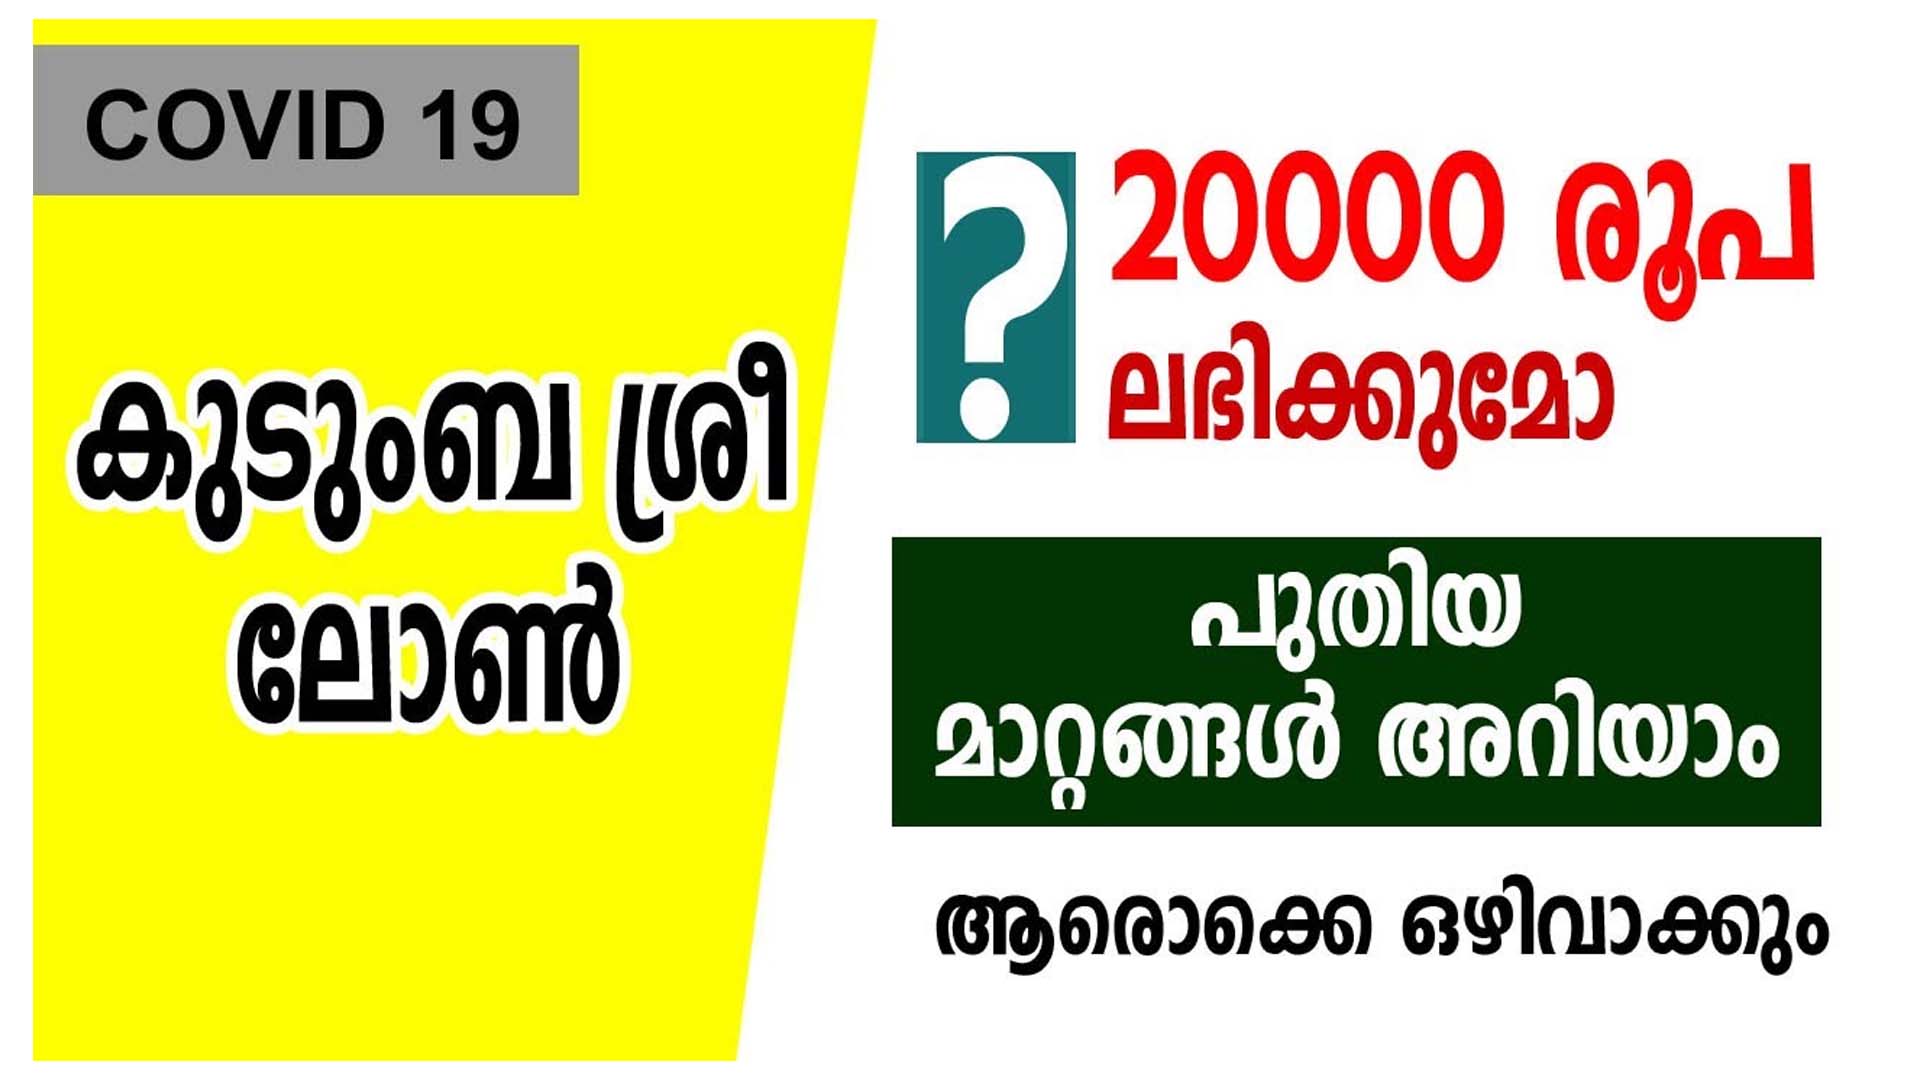 COVID 19
കുടുംബ ശ്രീ
ലോൺ
? 20000 രൂപ
ലഭിക്കുമോ
പുതിയ
മാറ്റങ്ങൾ അറിയാം
ആരൊക്കെ ഒഴിവാക്കും